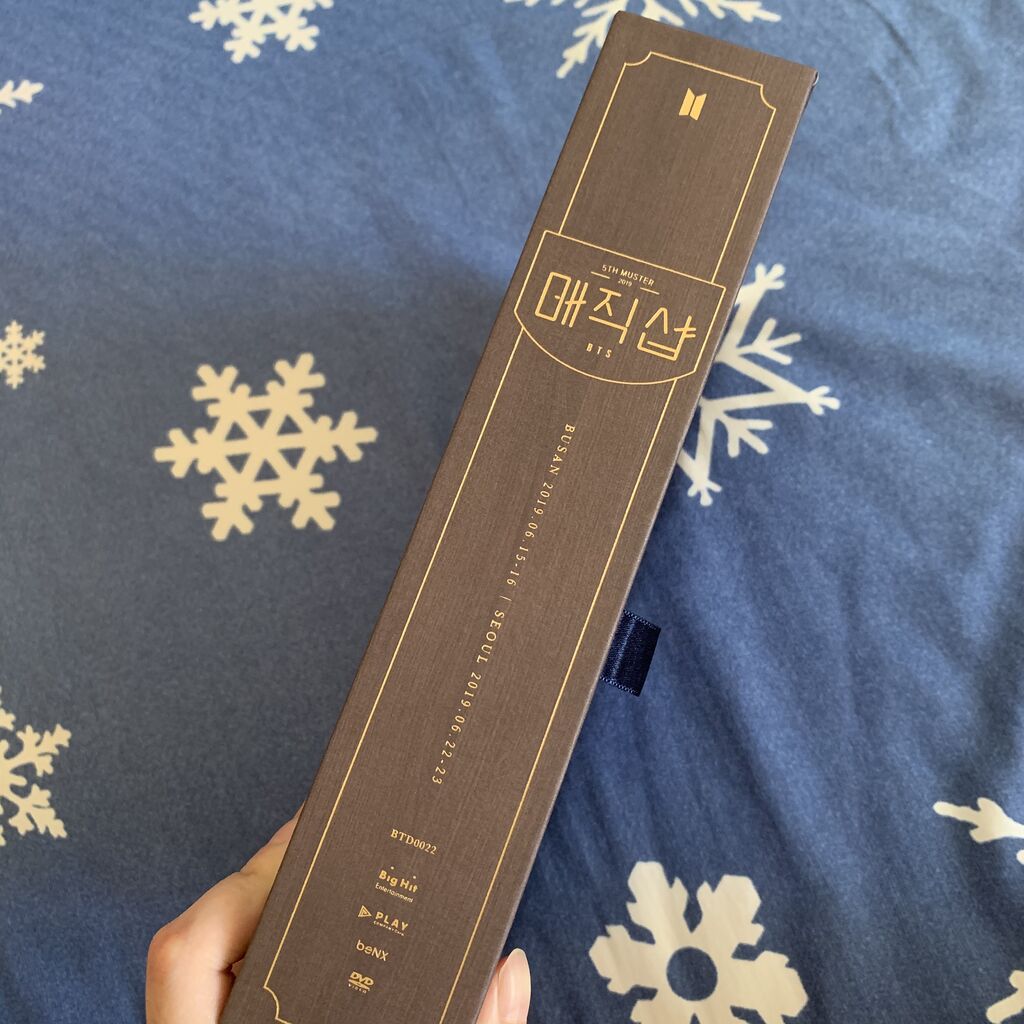 5TH MUSTER
2019
매직샵
BTS
BUSAN 2019.06.15-16 | SEOUL 2019.06.22-23
BTD0022
Big Hit
Entertainment
PLAY
beNX
DVD
VIDEO